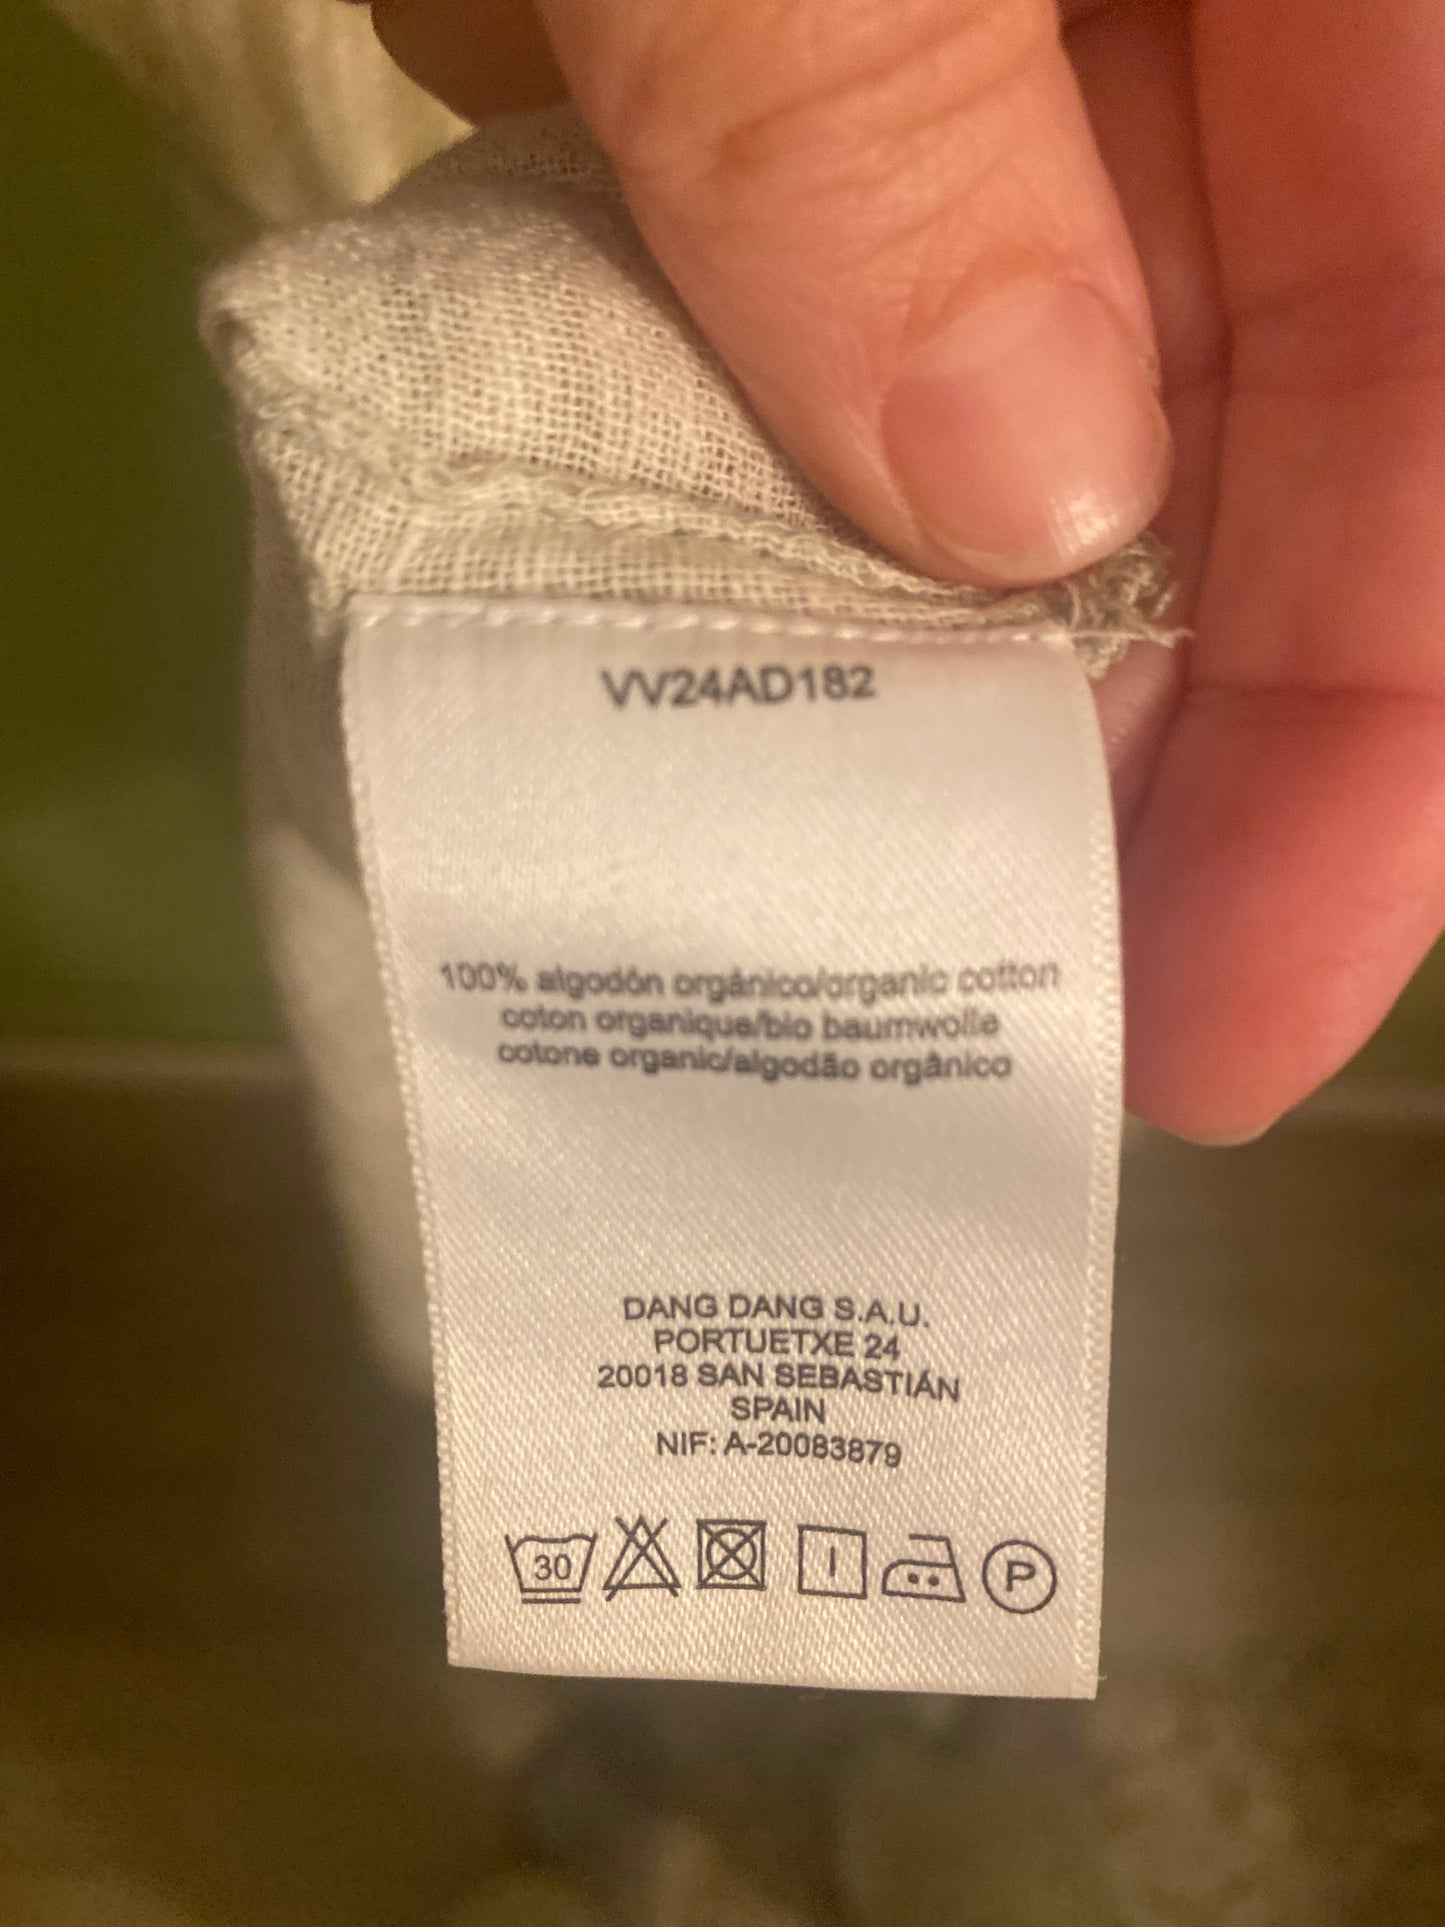 VV24AD182
100% algodón orgánico/organic cotton
coton organique/bio baumwolle
cotone organic/algodão orgânico
DANG DANG S.A.U.
PORTUETXE 24
20018 SAN SEBASTIÁN
SPAIN
NIF: A-20083879
30 P